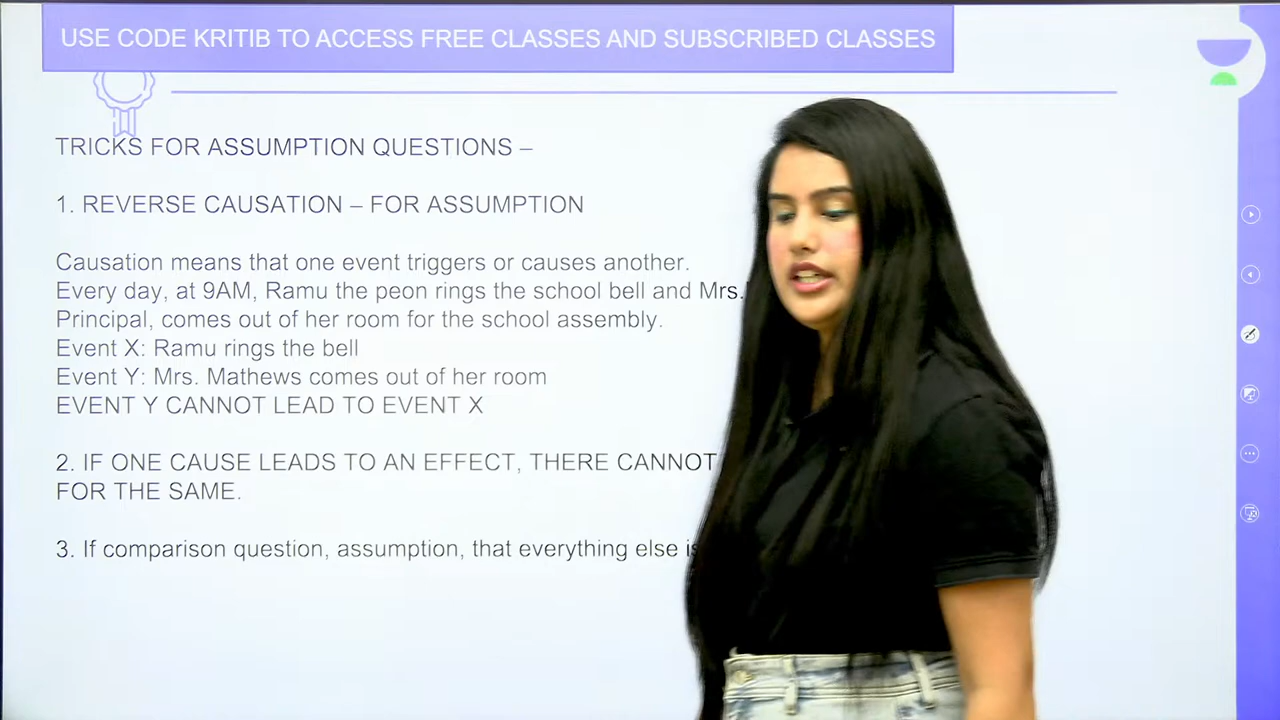 USE CODE KRITIB TO ACCESS FREE CLASSES AND SUBSCRIBED CLASSES
TRICKS FOR ASSUMPTION QUESTIONS –
1. REVERSE CAUSATION – FOR ASSUMPTION
Causation means that one event triggers or causes another.
Every day, at 9AM, Ramu the peon rings the school bell and Mrs.
Principal, comes out of her room for the school assembly.
Event X: Ramu rings the bell
Event Y: Mrs. Mathews comes out of her room
EVENT Y CANNOT LEAD TO EVENT X
2. IF ONE CAUSE LEADS TO AN EFFECT, THERE CANNOT
FOR THE SAME.
3. If comparison question, assumption, that everything else is